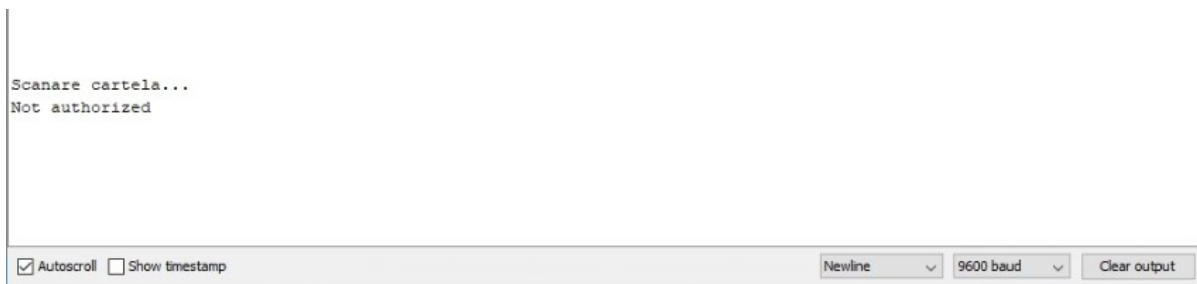 Scanare cartela...
Not authorized
Autoscroll Show timestamp Newline 9600 baud Clear output